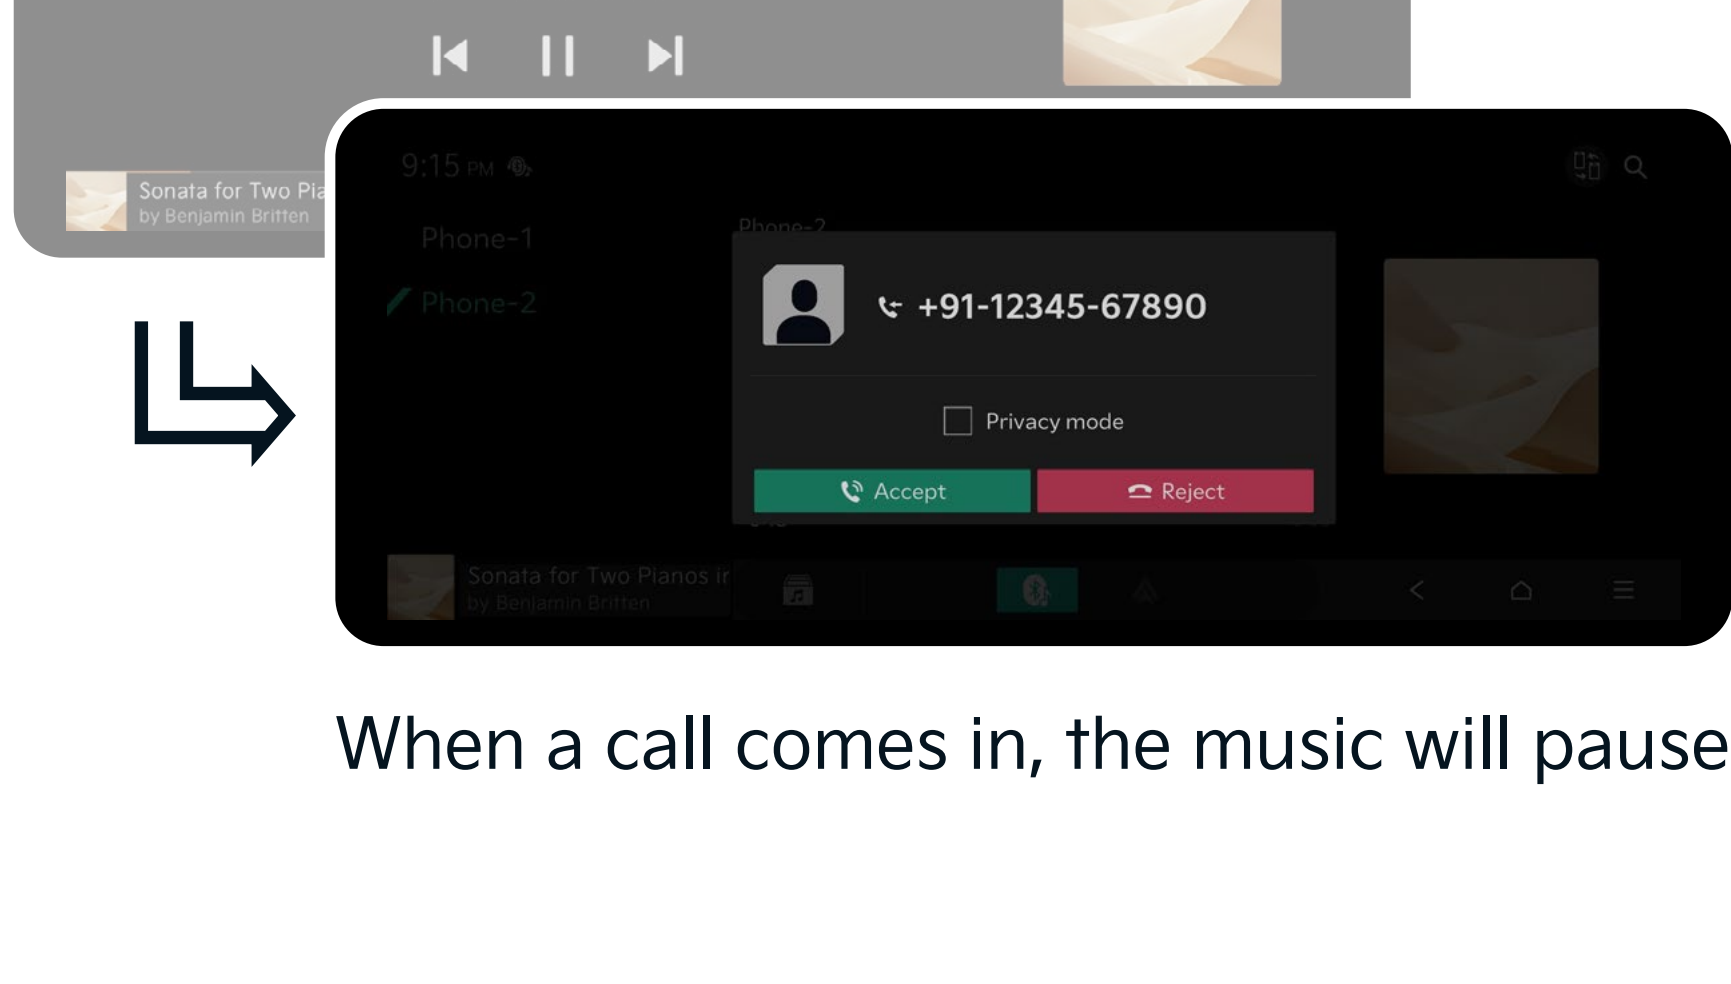 Sonata for Two Pia
by Benjamin Britten
9:15 PM
Phone-1
Phone-2
Phone-2
+91-12345-67890
Privacy mode
Accept
Reject
Sonata for Two Pianos in
by Benjamin Britten
When a call comes in, the music will pause